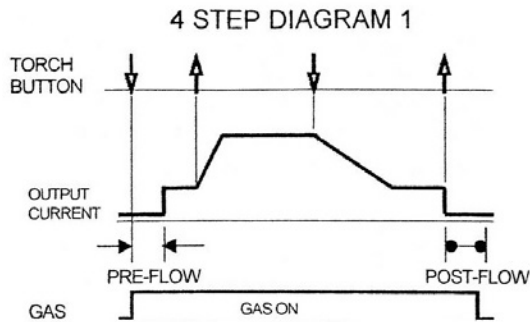 4 STEP DIAGRAM 1
TORCH
BUTTON
OUTPUT
CURRENT
PRE-FLOW
POST-FLOW
GAS
GAS ON